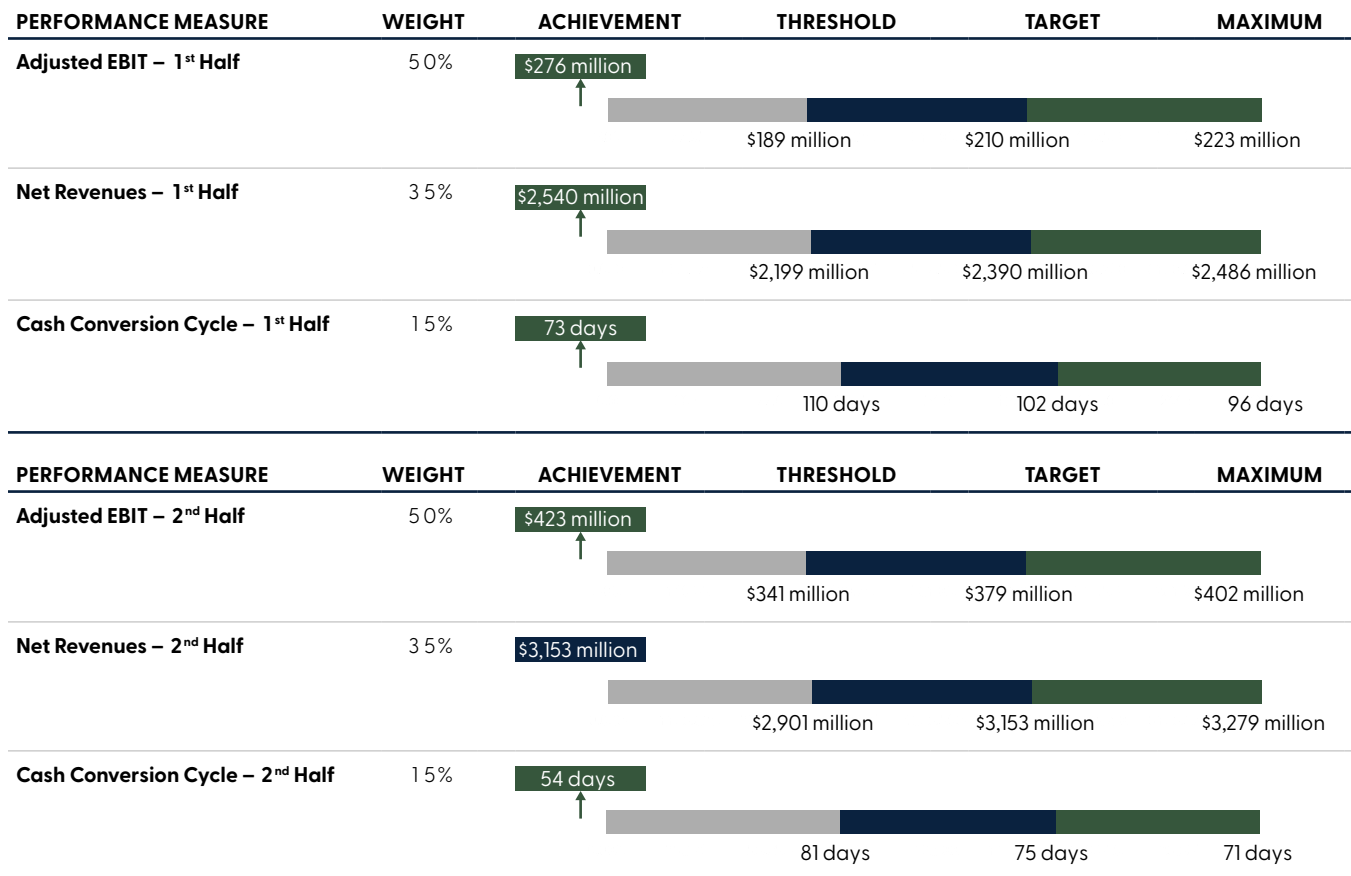 PERFORMANCE MEASURE WEIGHT ACHIEVEMENT THRESHOLD TARGET MAXIMUM
Adjusted EBIT – 1st Half 50% $276 million
$189 million $210 million $223 million
Net Revenues – 1st Half 35% $2,540 million
$2,199 million $2,390 million $2,486 million
Cash Conversion Cycle – 1st Half 15% 73 days
110 days 102 days 96 days
PERFORMANCE MEASURE WEIGHT ACHIEVEMENT THRESHOLD TARGET MAXIMUM
Adjusted EBIT – 2nd Half 50% $423 million
$341 million $379 million $402 million
Net Revenues – 2nd Half 35% $3,153 million
$2,901 million $3,153 million $3,279 million
Cash Conversion Cycle – 2nd Half 15% 54 days
81 days 75 days 71 days